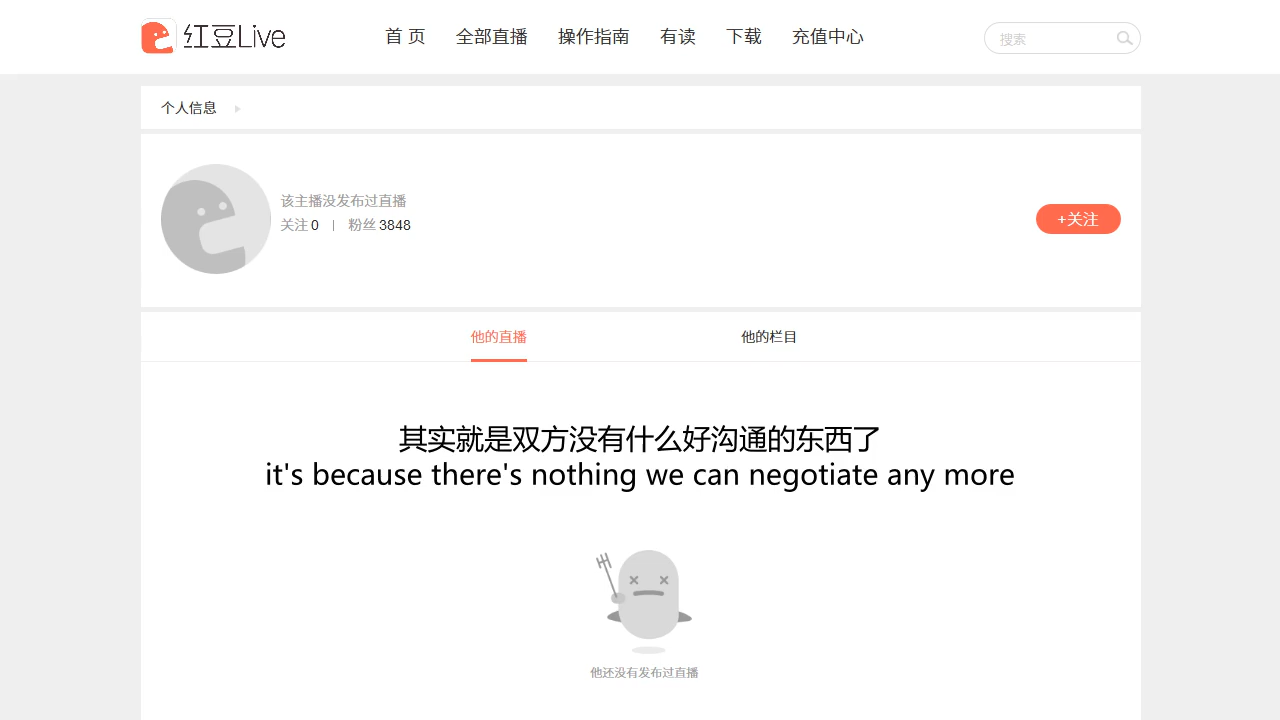 红豆Live
首 页
全部直播
操作指南
有读
下载
充值中心
搜索
个人信息
该主播没发布过直播
关注 0 | 粉丝 3848
+关注
他的直播
他的栏目
其实就是双方没有什么好沟通的东西了
it's because there's nothing we can negotiate any more
他还没有发布过直播